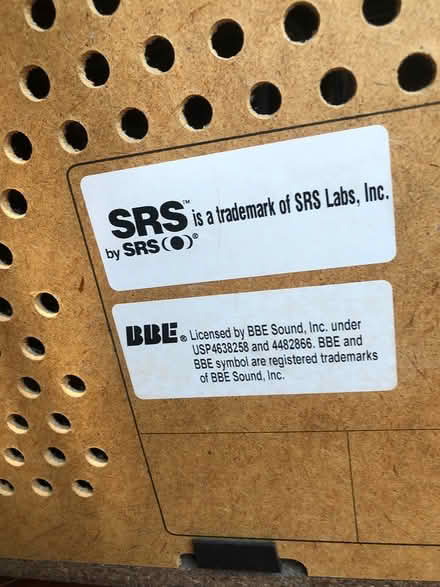 SRS™ is a trademark of SRS Labs, Inc.
by SRS(●)®
BBE® Licensed by BBE Sound, Inc. under
USP4638258 and 4482866. BBE and
BBE symbol are registered trademarks
of BBE Sound, Inc.